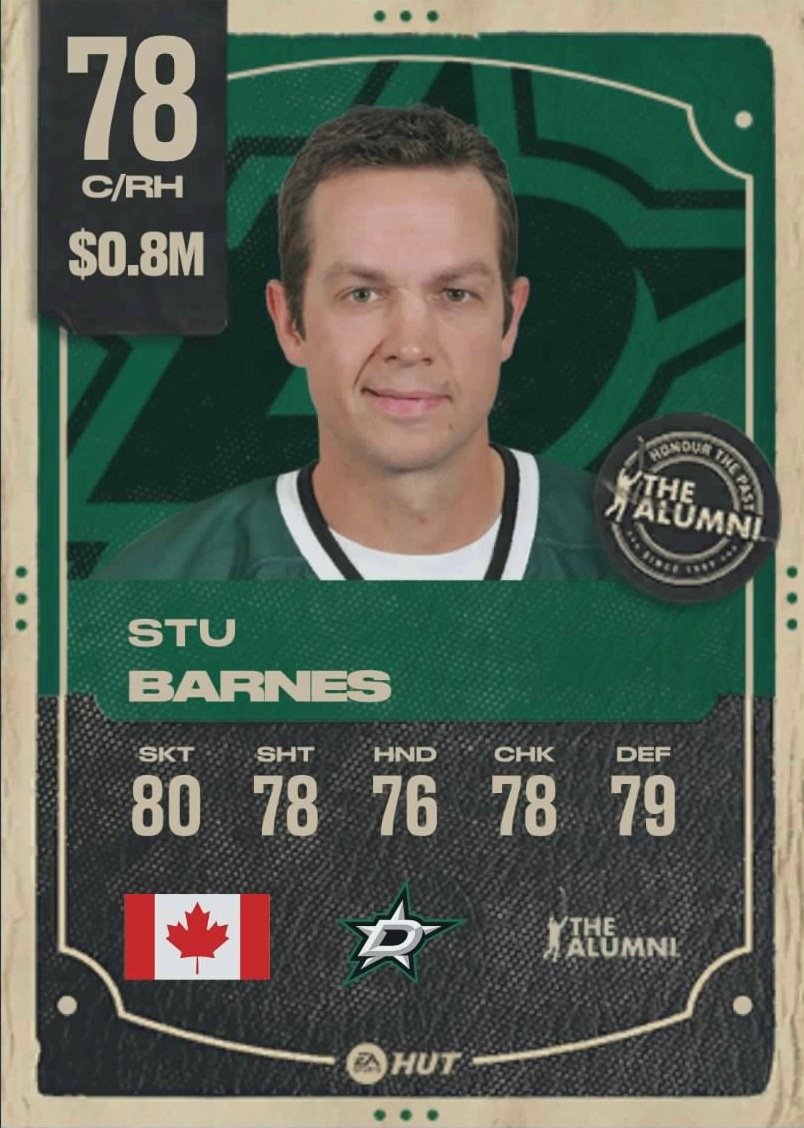 78
C/RH
$0.8M
HONOUR THE PAST
THE
ALUMNI
STU
BARNES
SKT SHT HND CHK DEF
80 78 76 78 79
D
THE
ALUMNI
EA HUT